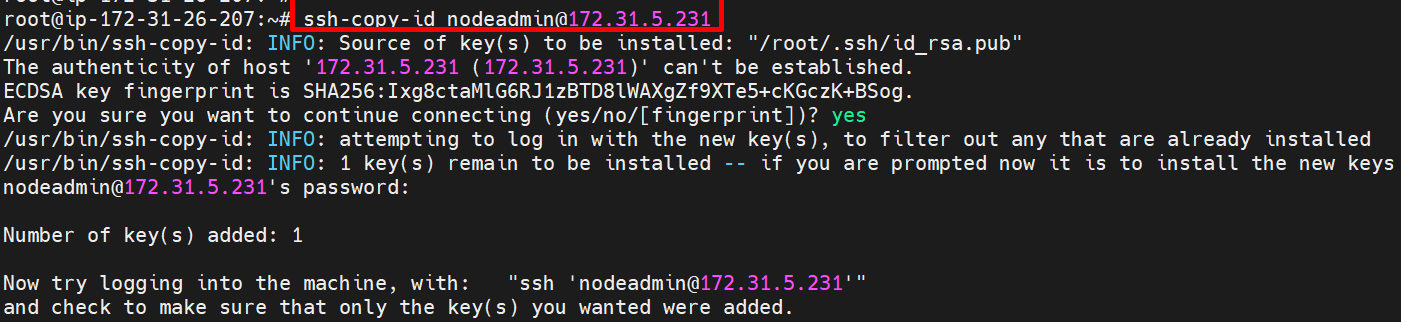 root@ip-172-31-26-207:~# ssh-copy-id nodeadmin@172.31.5.231
/usr/bin/ssh-copy-id: INFO: Source of key(s) to be installed: "/root/.ssh/id_rsa.pub"
The authenticity of host '172.31.5.231 (172.31.5.231)' can't be established.
ECDSA key fingerprint is SHA256:Ixg8ctaMlG6RJ1zBTD8lWAXgZf9XTe5+cKGczK+BSog.
Are you sure you want to continue connecting (yes/no/[fingerprint])? yes
/usr/bin/ssh-copy-id: INFO: attempting to log in with the new key(s), to filter out any that are already installed
/usr/bin/ssh-copy-id: INFO: 1 key(s) remain to be installed -- if you are prompted now it is to install the new keys
nodeadmin@172.31.5.231's password:
Number of key(s) added: 1
Now try logging into the machine, with:   "ssh 'nodeadmin@172.31.5.231'"
and check to make sure that only the key(s) you wanted were added.